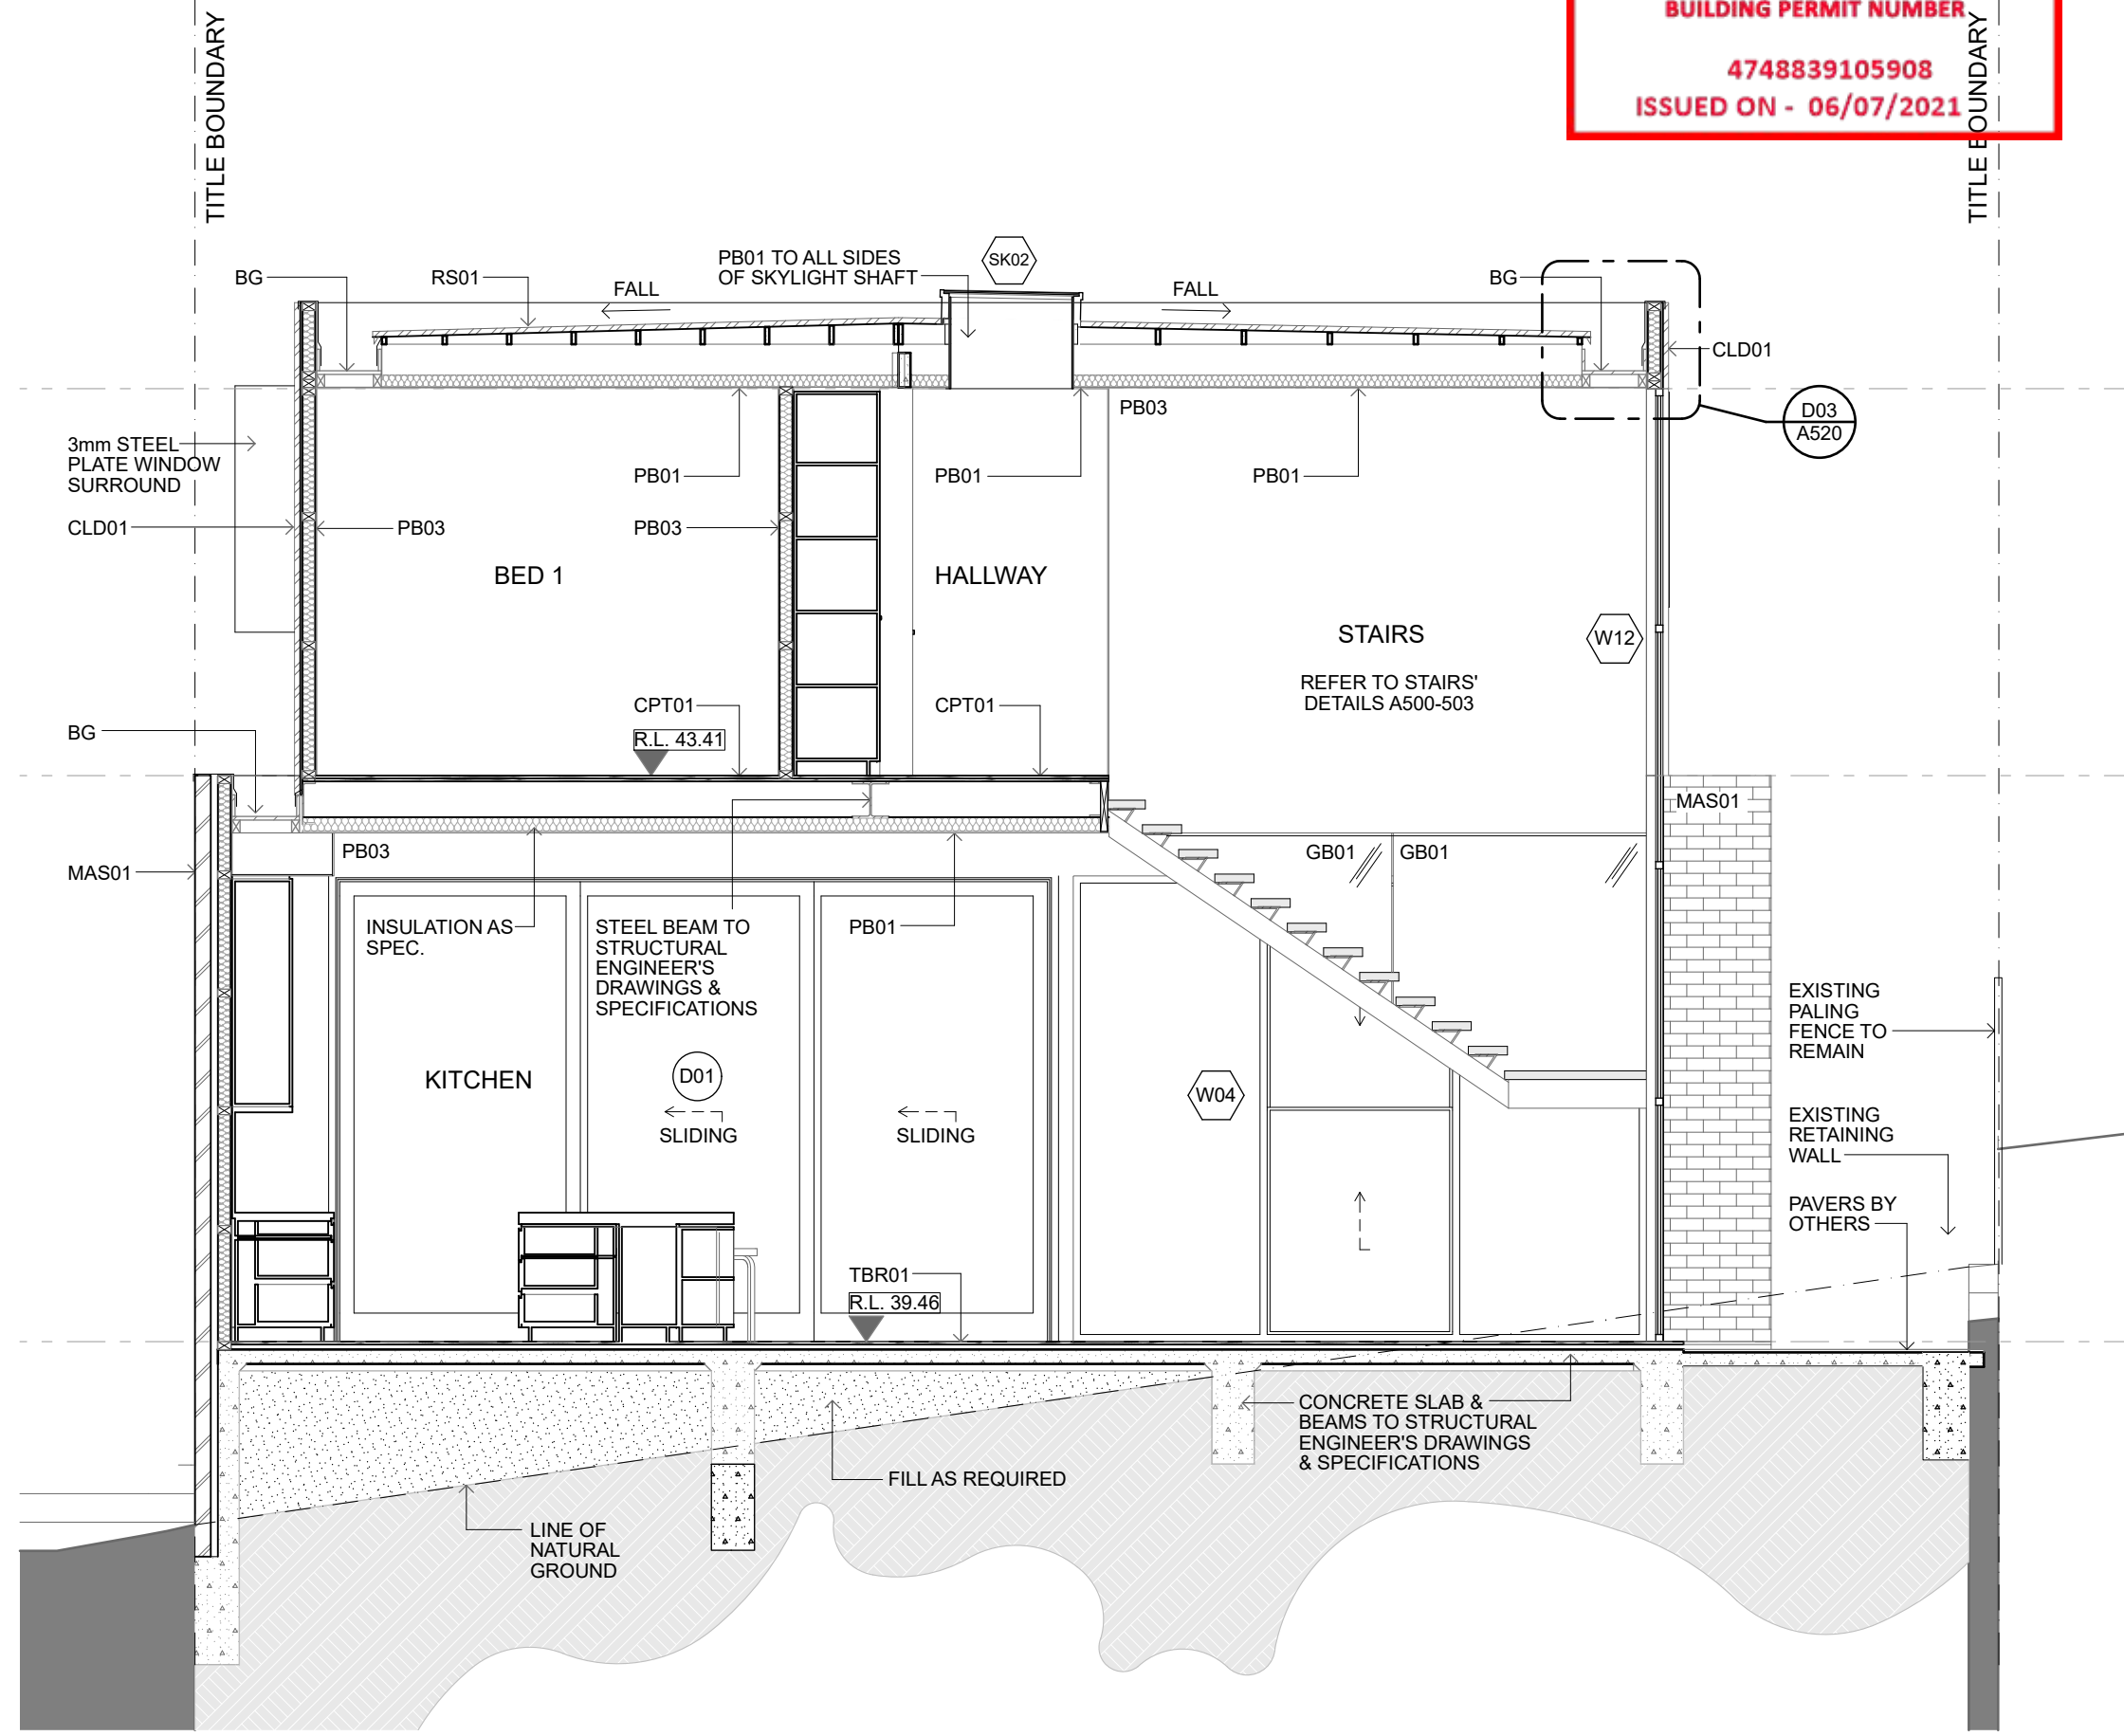 BUILDING PERMIT NUMBER
4748839105908
ISSUED ON - 06/07/2021
TITLE BOUNDARY
TITLE BOUNDARY
BG
RS01
FALL
PB01 TO ALL SIDES
OF SKYLIGHT SHAFT
SK02
FALL
BG
CLD01
D03
A520
3mm STEEL
PLATE WINDOW
SURROUND
PB01
PB01
PB03
PB01
CLD01
PB03
PB03
BED 1
HALLWAY
STAIRS
REFER TO STAIRS'
DETAILS A500-503
W12
CPT01
R.L. 43.41
CPT01
BG
MAS01
MAS01
PB03
GB01
GB01
INSULATION AS
SPEC.
STEEL BEAM TO
STRUCTURAL
ENGINEER'S
DRAWINGS &
SPECIFICATIONS
PB01
KITCHEN
D01
SLIDING
SLIDING
W04
EXISTING
PALING
FENCE TO
REMAIN
EXISTING
RETAINING
WALL
PAVERS BY
OTHERS
TBR01
R.L. 39.46
CONCRETE SLAB &
BEAMS TO STRUCTURAL
ENGINEER'S DRAWINGS
& SPECIFICATIONS
FILL AS REQUIRED
LINE OF
NATURAL
GROUND